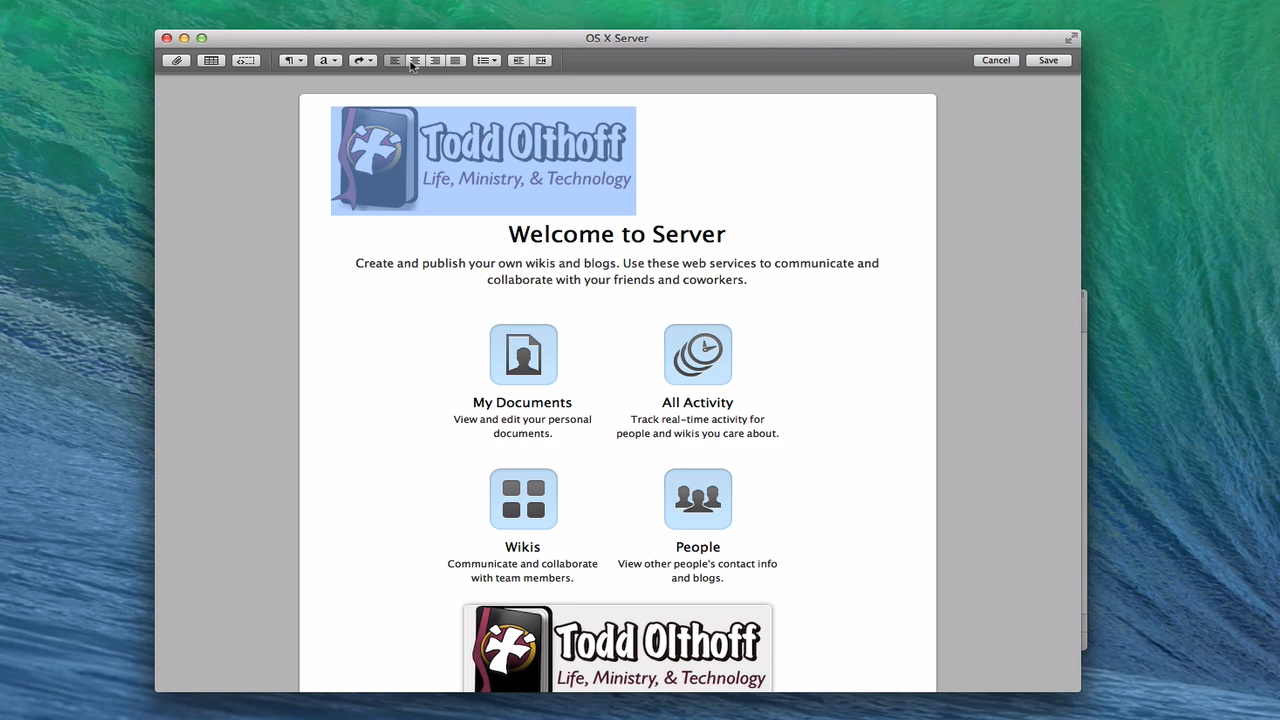 OS X Server
¶
a
Cancel
Save
Todd Olthoff
Life, Ministry, & Technology
Welcome to Server
Create and publish your own wikis and blogs. Use these web services to communicate and
collaborate with your friends and coworkers.
My Documents
View and edit your personal
documents.
All Activity
Track real-time activity for
people and wikis you care about.
Wikis
Communicate and collaborate
with team members.
People
View other people's contact info
and blogs.
Todd Olthoff
Life, Ministry, & Technology